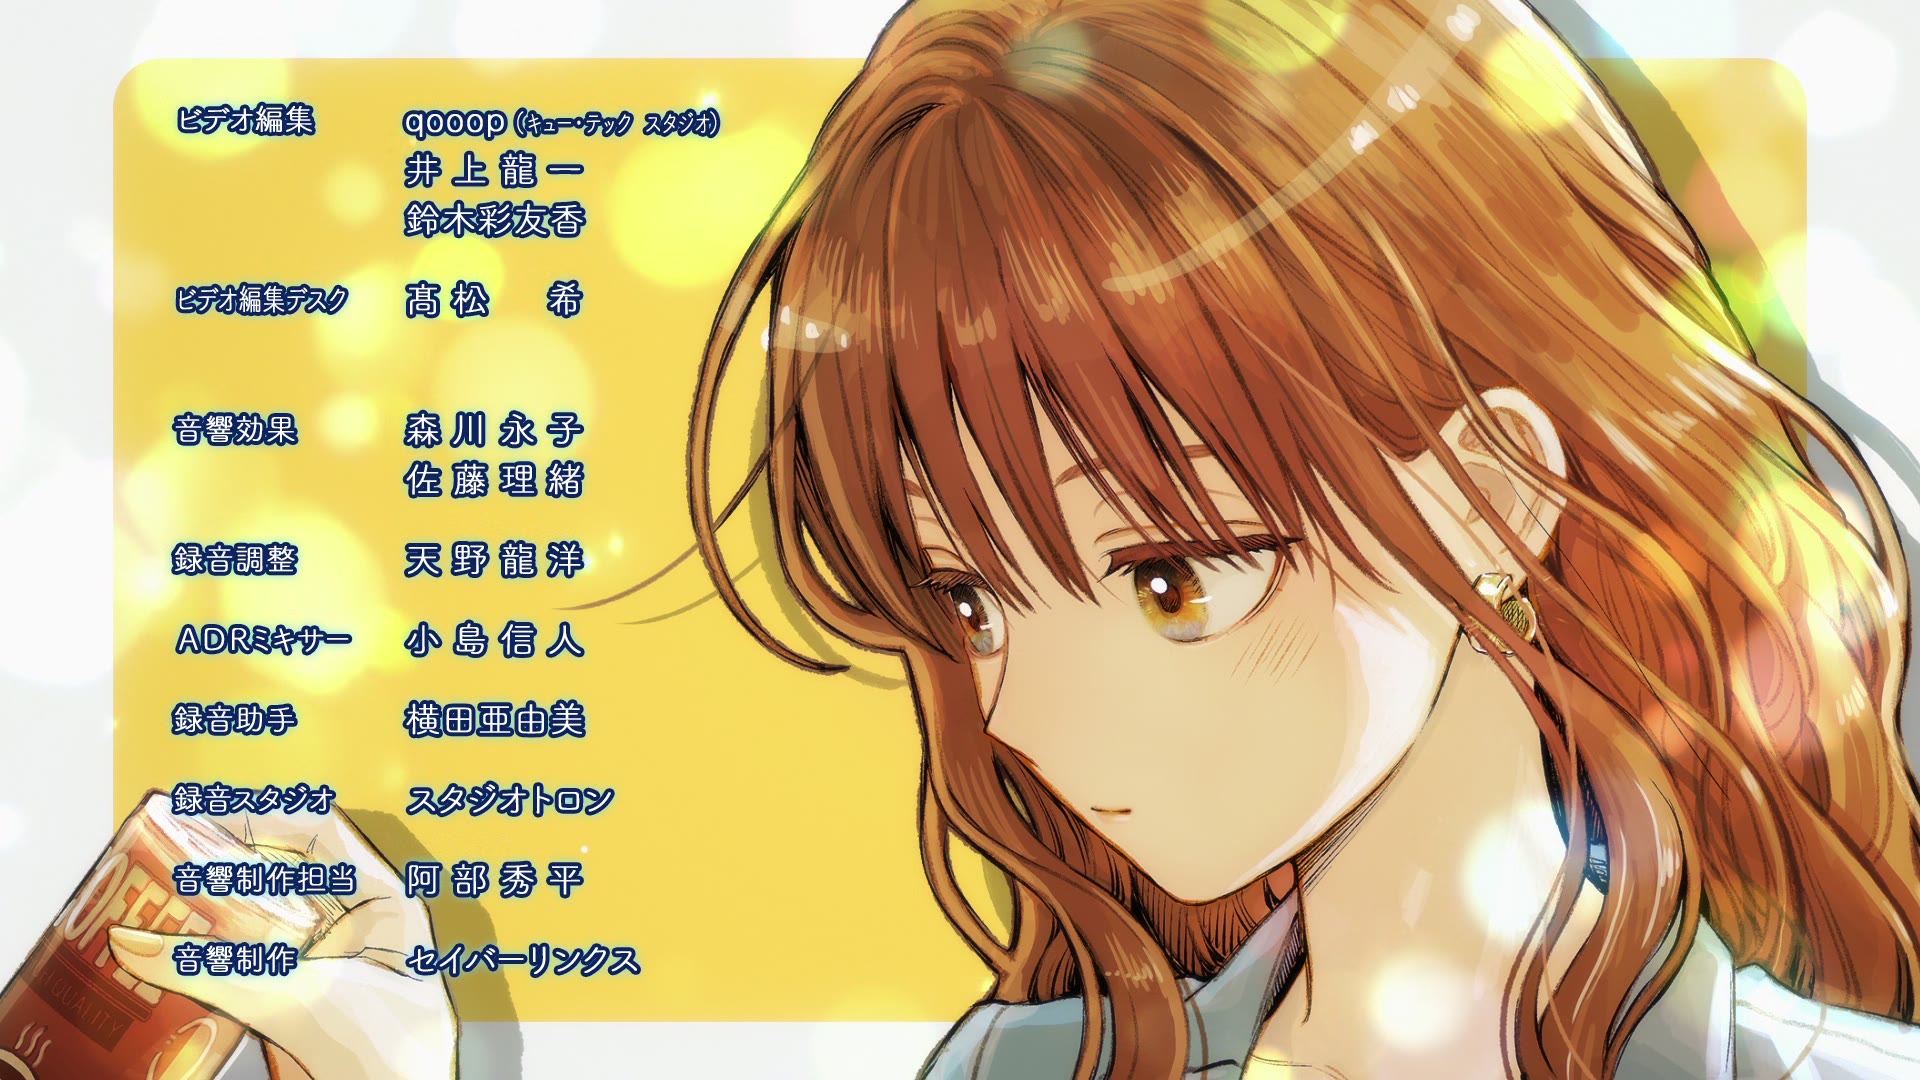 ビデオ編集 qooop（キュー・テック スタジオ）
井上龍一
鈴木彩友香
ビデオ編集デスク 髙松 希
音響効果 森川永子
佐藤理緒
録音調整 天野龍洋
ADRミキサー 小島信人
録音助手 横田亜由美
録音スタジオ スタジオトロン
音響制作担当 阿部秀平
音響制作 セイバーリンクス
OFFEE
QUALITY